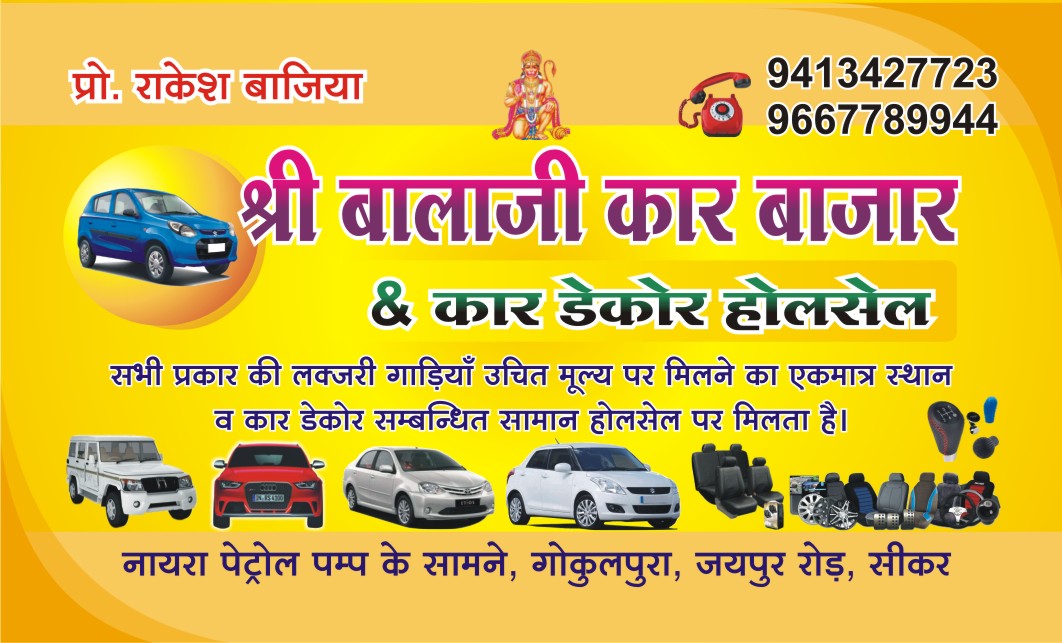 प्रो. राकेश बाजिया
9413427723
9667789944
श्री बालाजी कार बाजार
& कार डेकोर होलसेल
सभी प्रकार की लक्जरी गाड़ियाँ उचित मूल्य पर मिलने का एकमात्र स्थान
व कार डेकोर सम्बन्धित सामान होलसेल पर मिलता है।
नायरा पेट्रोल पम्प के सामने, गोकुलपुरा, जयपुर रोड़, सीकर